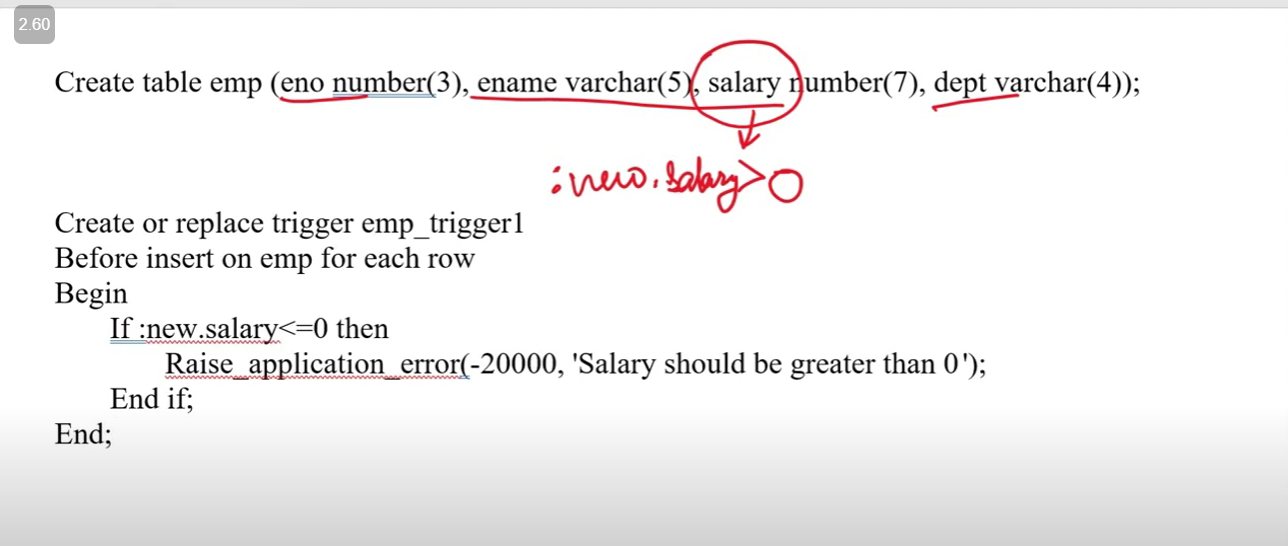 2.60
Create table emp (eno number(3), ename varchar(5), salary number(7), dept varchar(4));
:new.salary>0
Create or replace trigger emp_trigger1
Before insert on emp for each row
Begin
If :new.salary<=0 then
Raise_application_error(-20000, 'Salary should be greater than 0');
End if;
End;